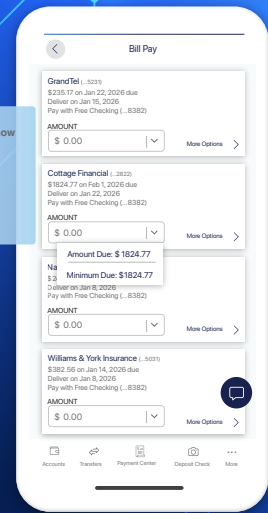 ow
Bill Pay
GrandTel (...5231)
$235.17 on Jan 22, 2026 due
Deliver on Jan 15, 2026
Pay with Free Checking (...8382)
AMOUNT
$ 0.00
More Options
Cottage Financial (...2822)
$1824.77 on Feb 1, 2026 due
Deliver on Jan 22, 2026
Pay with Free Checking (...8382)
AMOUNT
$ 0.00
More Options
Amount Due: $ 1824.77
Minimum Due: $1824.77
Na
$ 2
Deliver on Jan 8, 2026
Pay with Free Checking (...8382)
AMOUNT
$ 0.00
More Options
Williams & York Insurance (...5031)
$382.56 on Jan 14, 2026 due
Deliver on Jan 8, 2026
Pay with Free Checking (...8382)
AMOUNT
$ 0.00
More Options
Accounts
Transfers
Payment Center
Deposit Check
More